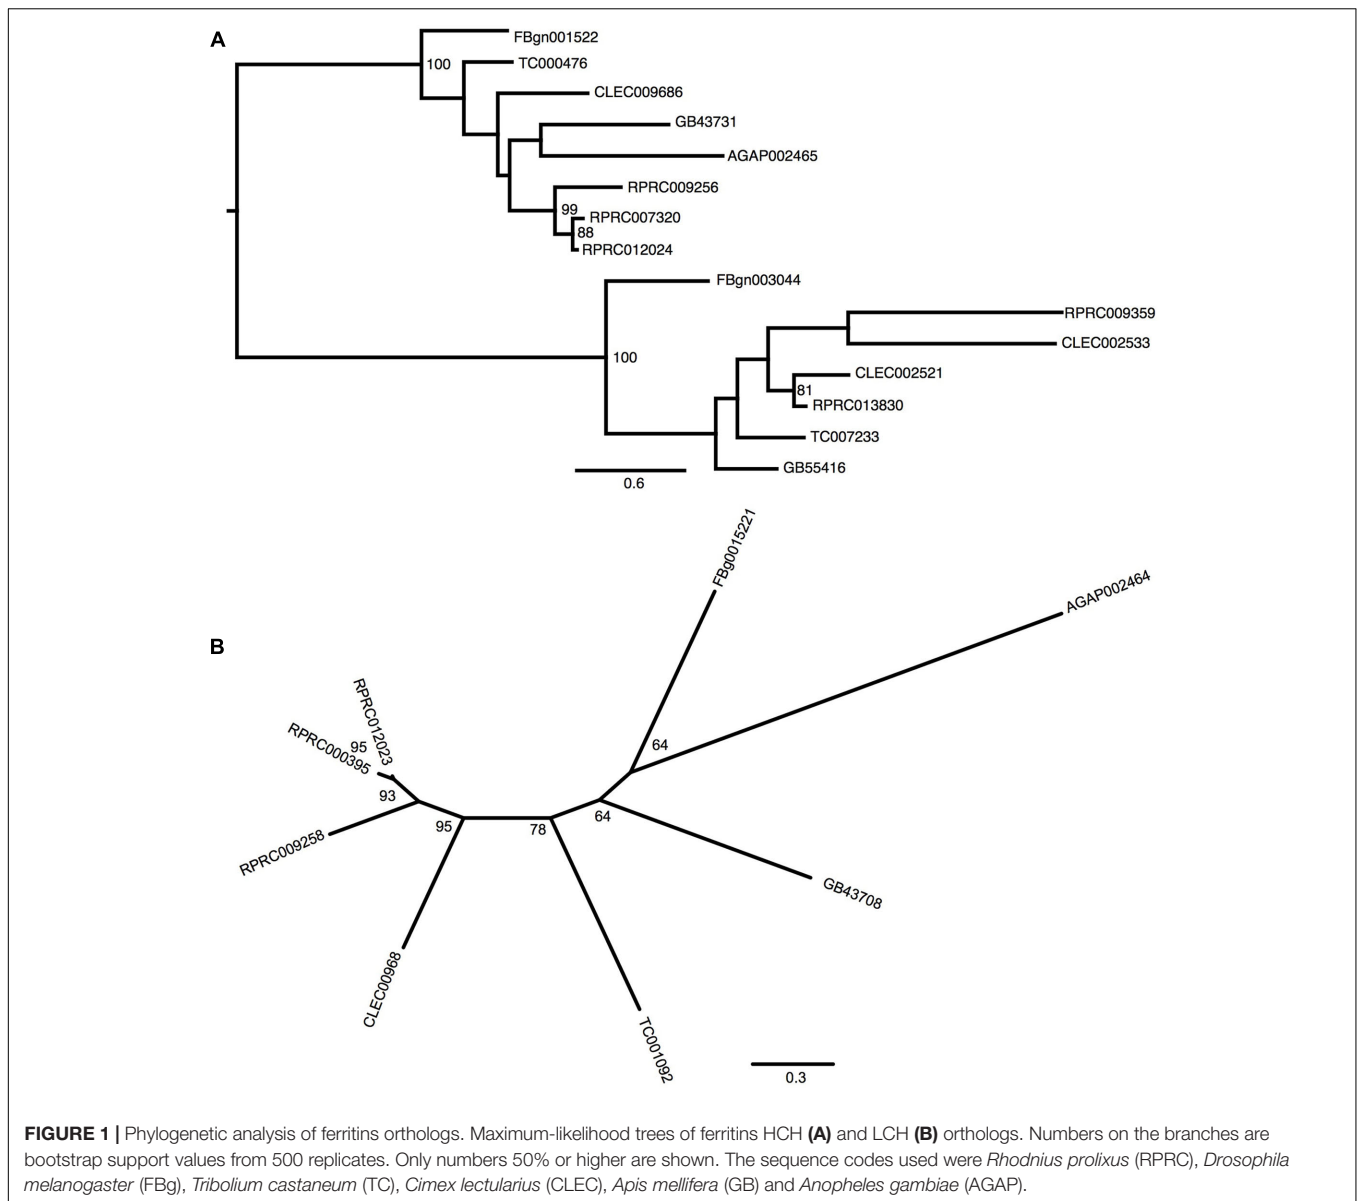 A
FBgn001522
100
TC000476
CLEC009686
GB43731
AGAP002465
RPRC009256
99
RPRC007320
88
RPRC012024
FBgn003044
RPRC009359
CLEC002533
100
CLEC002521
81
RPRC013830
TC007233
GB55416
0.6
FBg0015221
AGAP002464
B
RPRC012023
RPRC000395
95
64
93
64
95
78
RPRC009258
GB43708
CLEC00968
TC001092
0.3
FIGURE 1 | Phylogenetic analysis of ferritins orthologs. Maximum-likelihood trees of ferritins HCH (A) and LCH (B) orthologs. Numbers on the branches are
bootstrap support values from 500 replicates. Only numbers 50% or higher are shown. The sequence codes used were Rhodnius prolixus (RPRC), Drosophila
melanogaster (FBg), Tribolium castaneum (TC), Cimex lectularius (CLEC), Apis mellifera (GB) and Anopheles gambiae (AGAP).